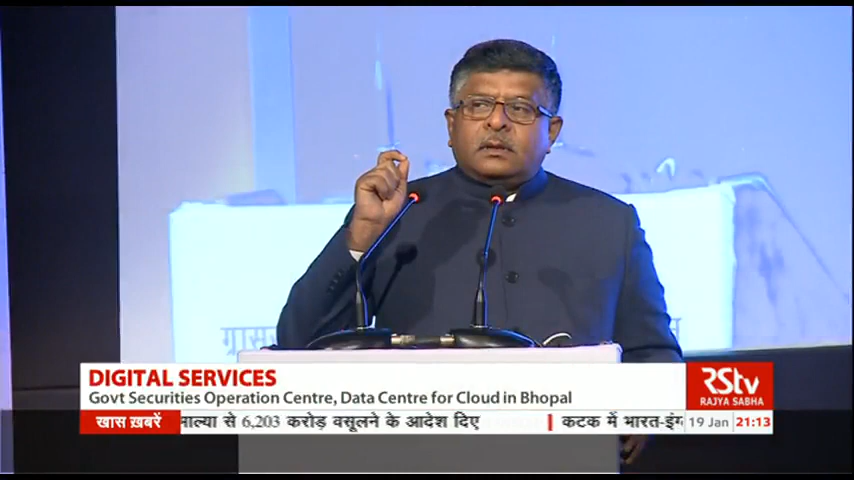 DIGITAL SERVICES
Govt Securities Operation Centre, Data Centre for Cloud in Bhopal
RStv
RAJYA SABHA
खास ख़बरें
माल्या से 6,203 करोड़ वसूलने के आदेश दिए
कटक में भारत-इंग
19 Jan 21:13